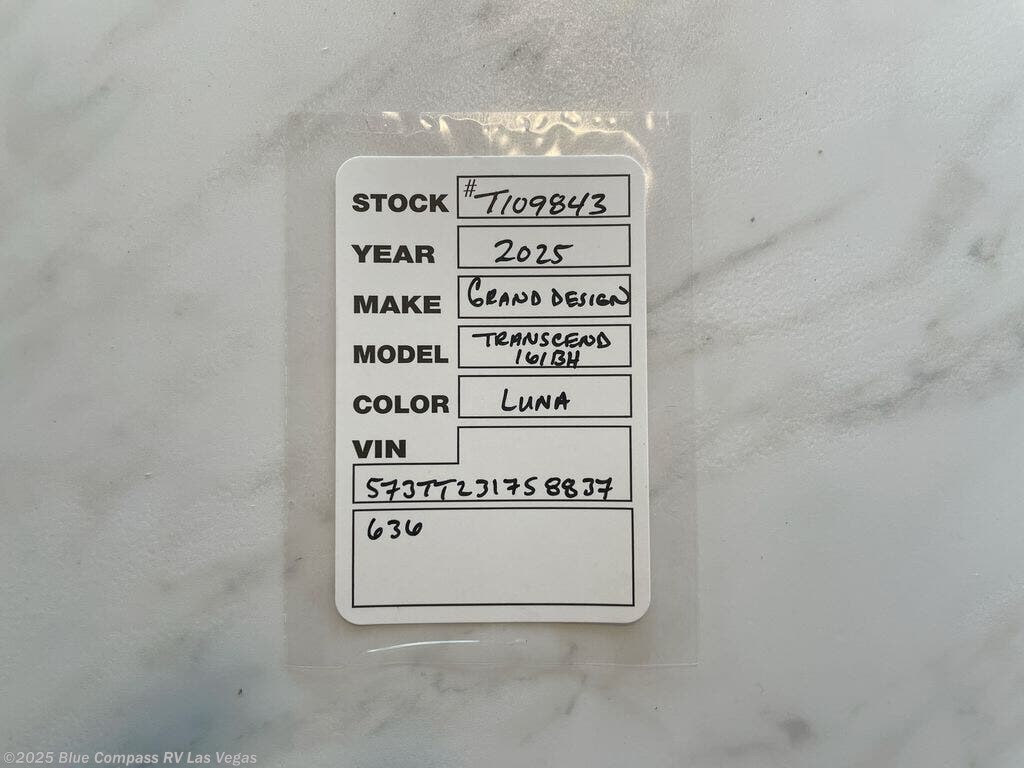 STOCK # T109843
YEAR 2025
MAKE GRAND DESIGN
MODEL TRANSCEND
161BH
COLOR LUNA
VIN
573TT2317S8837
636
©2025 Blue Compass RV Las Vegas